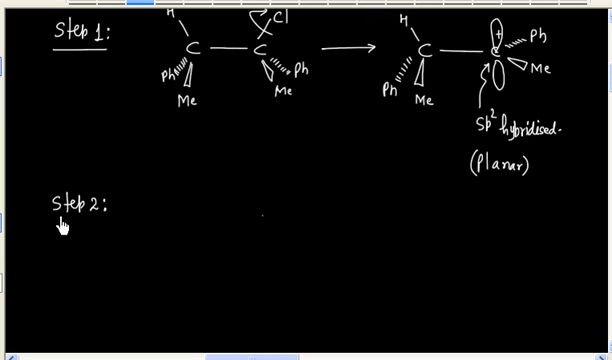 Step 1:
H Cl H + Ph
C C C C
Ph Me Me Ph Ph Me Me
Sp² hybridised.
(Planar)
Step 2: